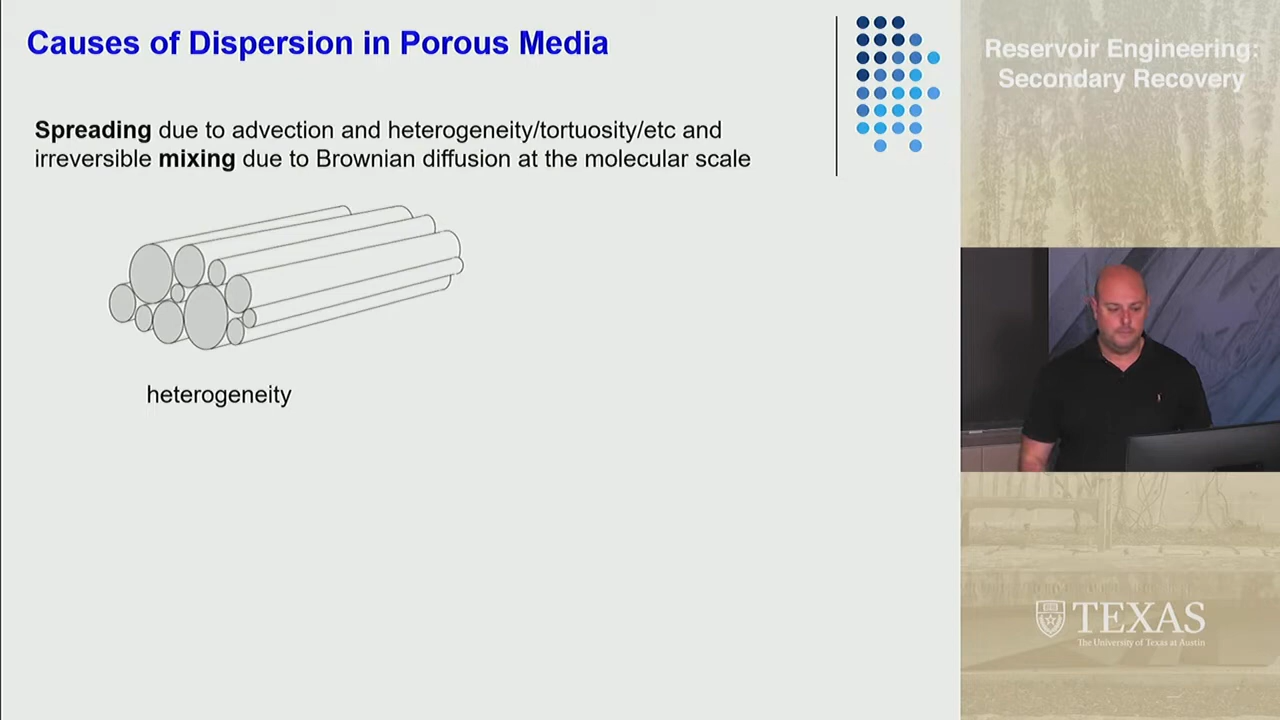 Causes of Dispersion in Porous Media
Spreading due to advection and heterogeneity/tortuosity/etc and
irreversible mixing due to Brownian diffusion at the molecular scale
heterogeneity
Reservoir Engineering:
Secondary Recovery
TEXAS
The University of Texas at Austin